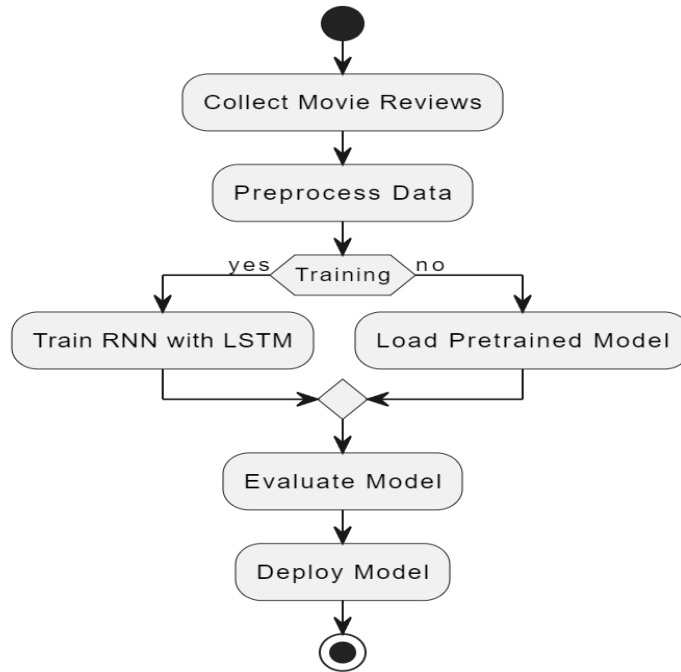 Collect Movie Reviews
Preprocess Data
yes
Training
no
Train RNN with LSTM
Load Pretrained Model
Evaluate Model
Deploy Model